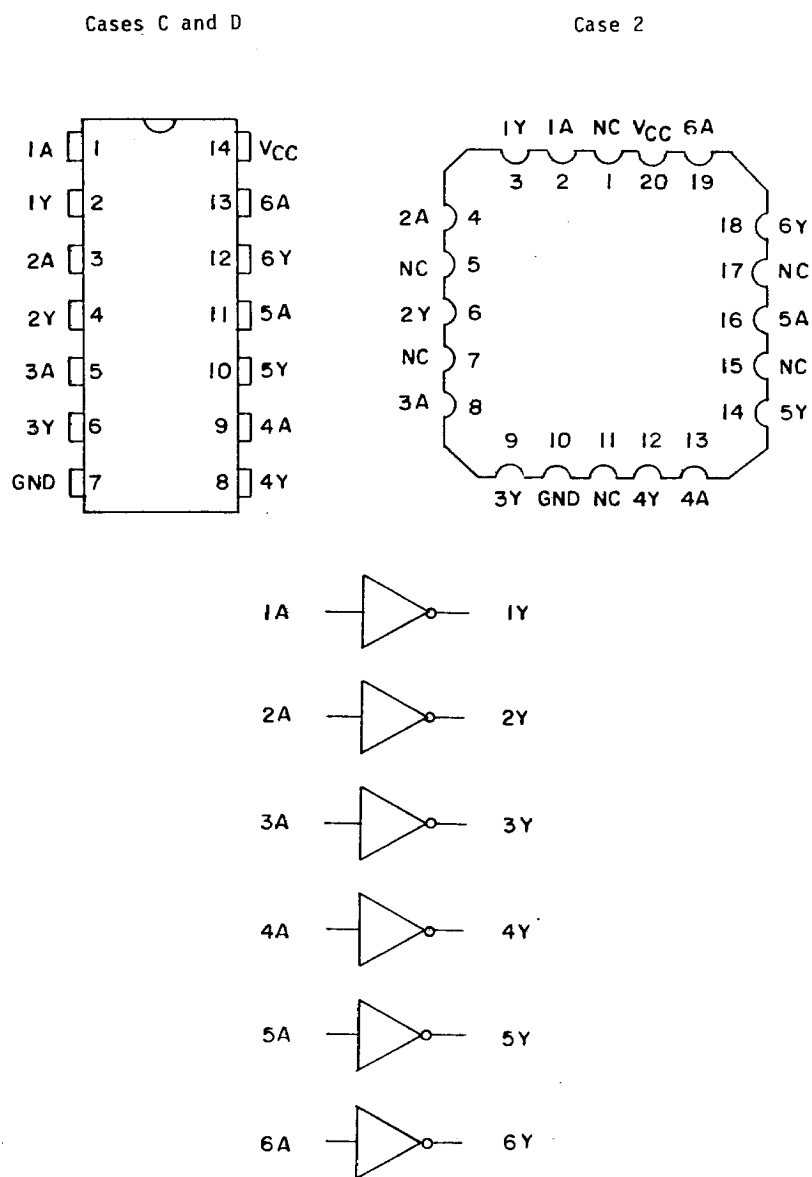 Cases C and D
Case 2
1A 1 14 VCC
1Y 2 13 6A
2A 3 12 6Y
2Y 4 11 5A
3A 5 10 5Y
3Y 6 9 4A
GND 7 8 4Y
1Y 1A NC VCC 6A
3 2 1 20 19
2A 4 18 6Y
NC 5 17 NC
2Y 6 16 5A
NC 7 15 NC
3A 8 14 5Y
9 10 11 12 13
3Y GND NC 4Y 4A
1A 1Y
2A 2Y
3A 3Y
4A 4Y
5A 5Y
6A 6Y